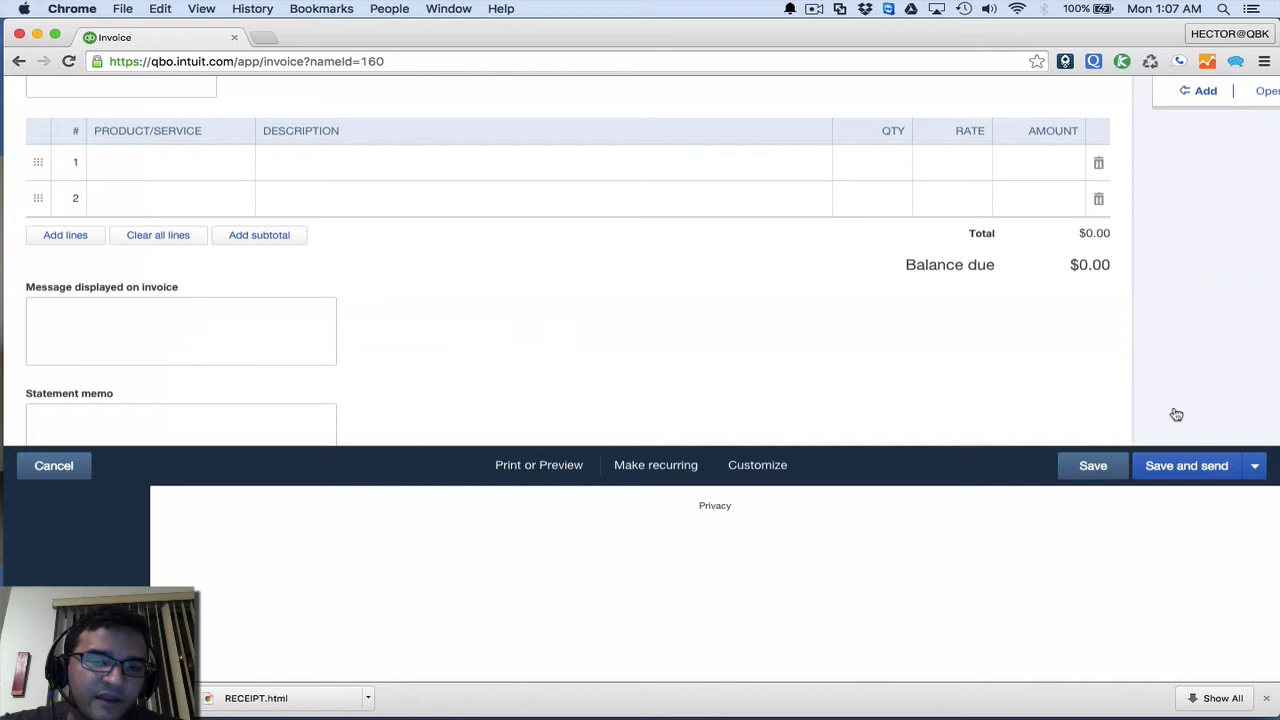 Chrome File Edit View History Bookmarks People Window Help 100% Mon 1:07 AM
Invoice HECTOR@QBK
https://qbo.intuit.com/app/invoice?nameId=160
Add Oper
# PRODUCT/SERVICE DESCRIPTION QTY RATE AMOUNT
1
2
Add lines Clear all lines Add subtotal Total $0.00
Balance due $0.00
Message displayed on invoice
Statement memo
Cancel Print or Preview Make recurring Customize Save Save and send
Privacy
RECEIPT.html Show All